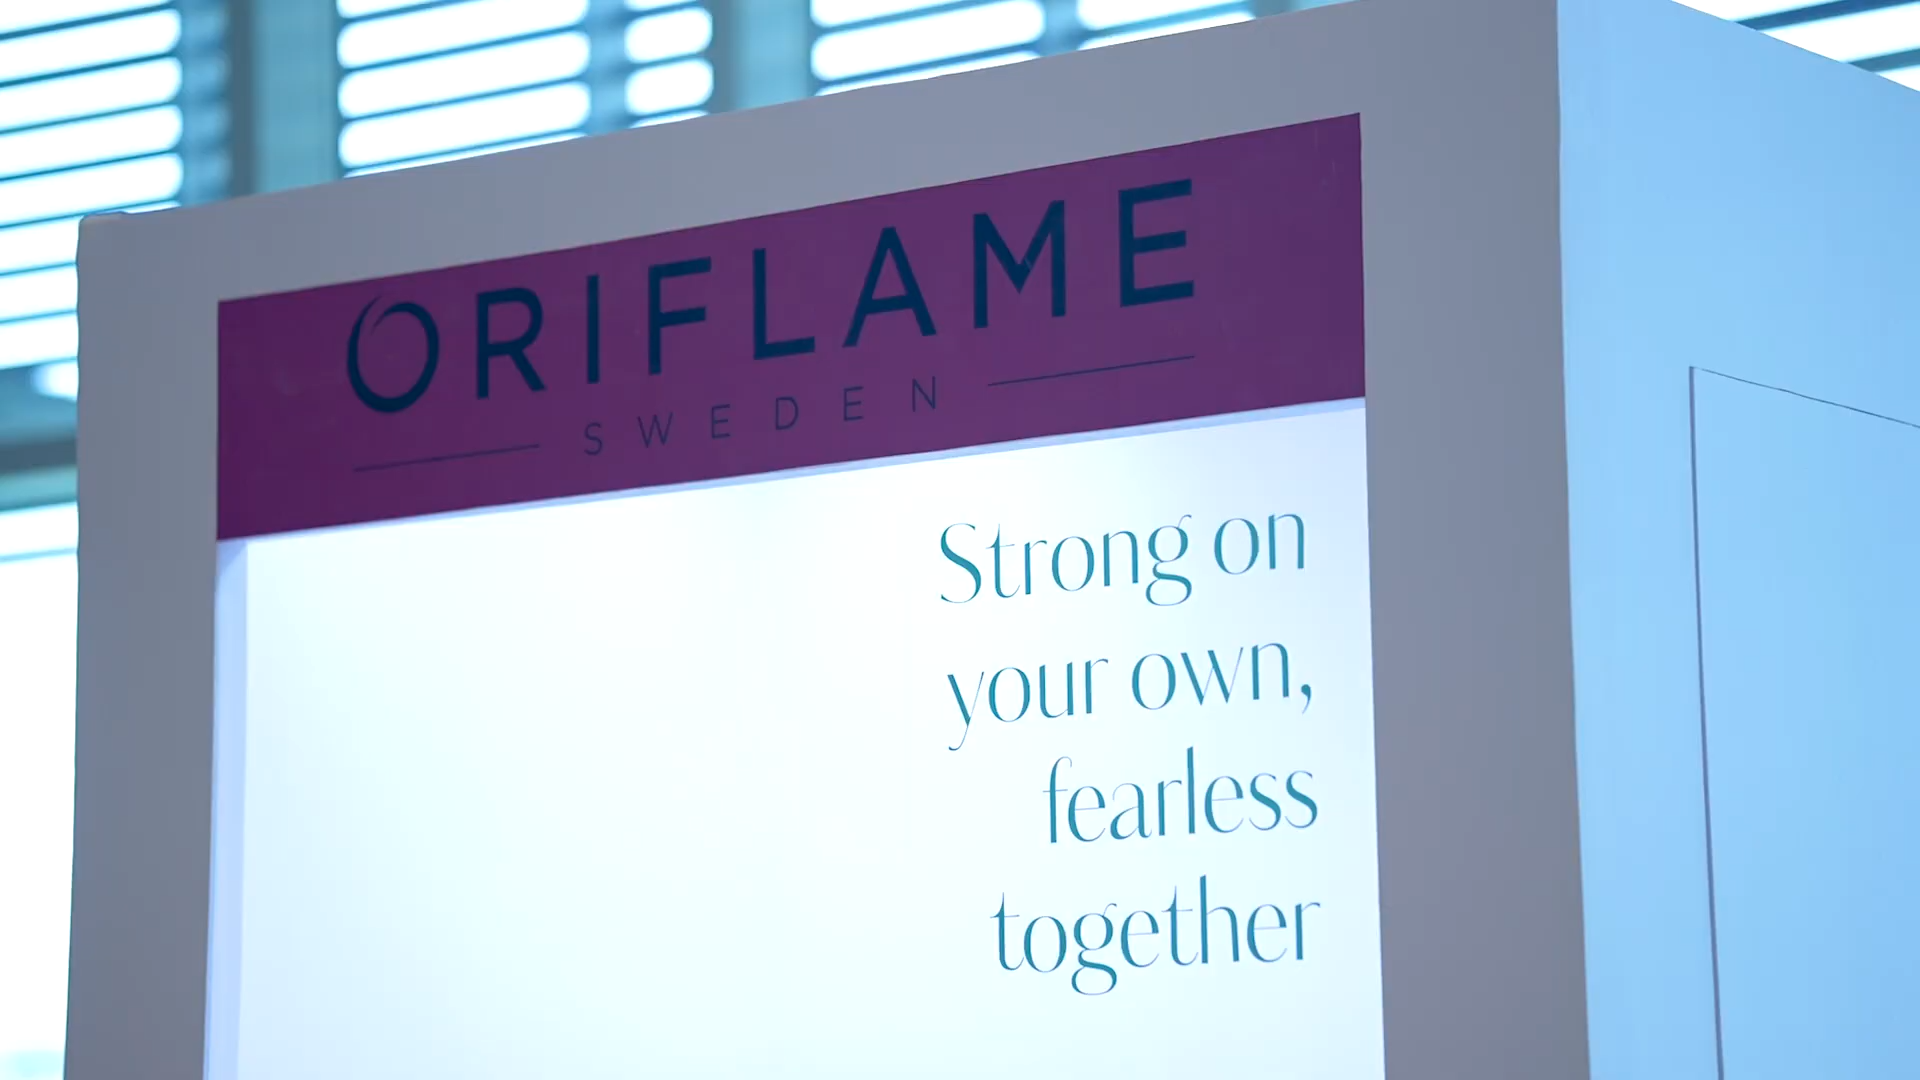 ORIFLAME
SWEDEN
Strong on
your own,
fearless
together